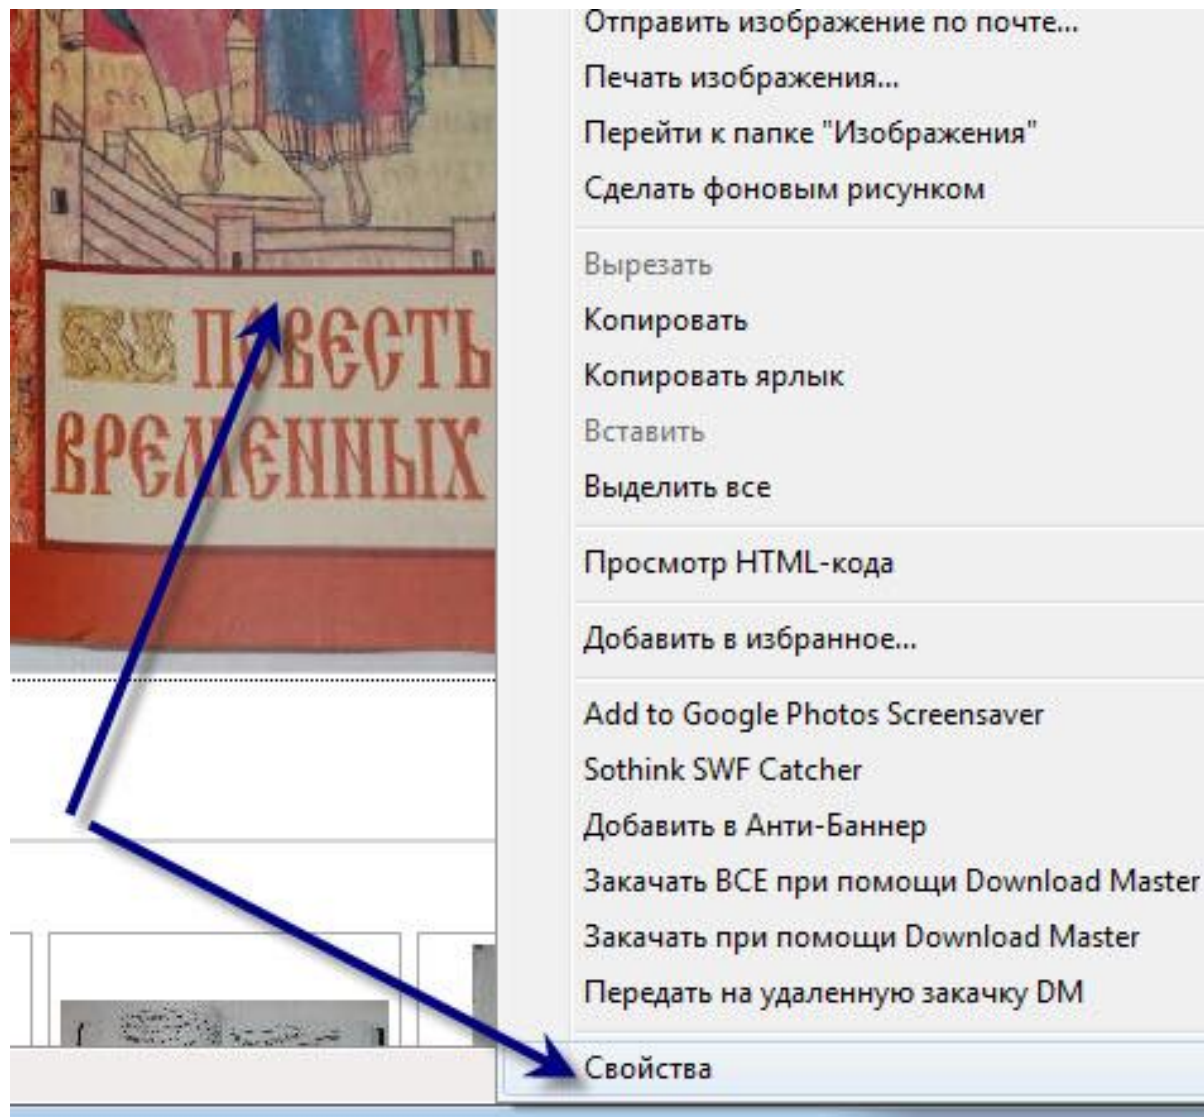 ПОВЕСТЬ
ВРЕМЕННЫХ
Отправить изображение по почте...
Печать изображения...
Перейти к папке "Изображения"
Сделать фоновым рисунком
Вырезать
Копировать
Копировать ярлык
Вставить
Выделить все
Просмотр HTML-кода
Добавить в избранное...
Add to Google Photos Screensaver
Sothink SWF Catcher
Добавить в Анти-Баннер
Закачать ВСЕ при помощи Download Master
Закачать при помощи Download Master
Передать на удаленную закачку DM
Свойства